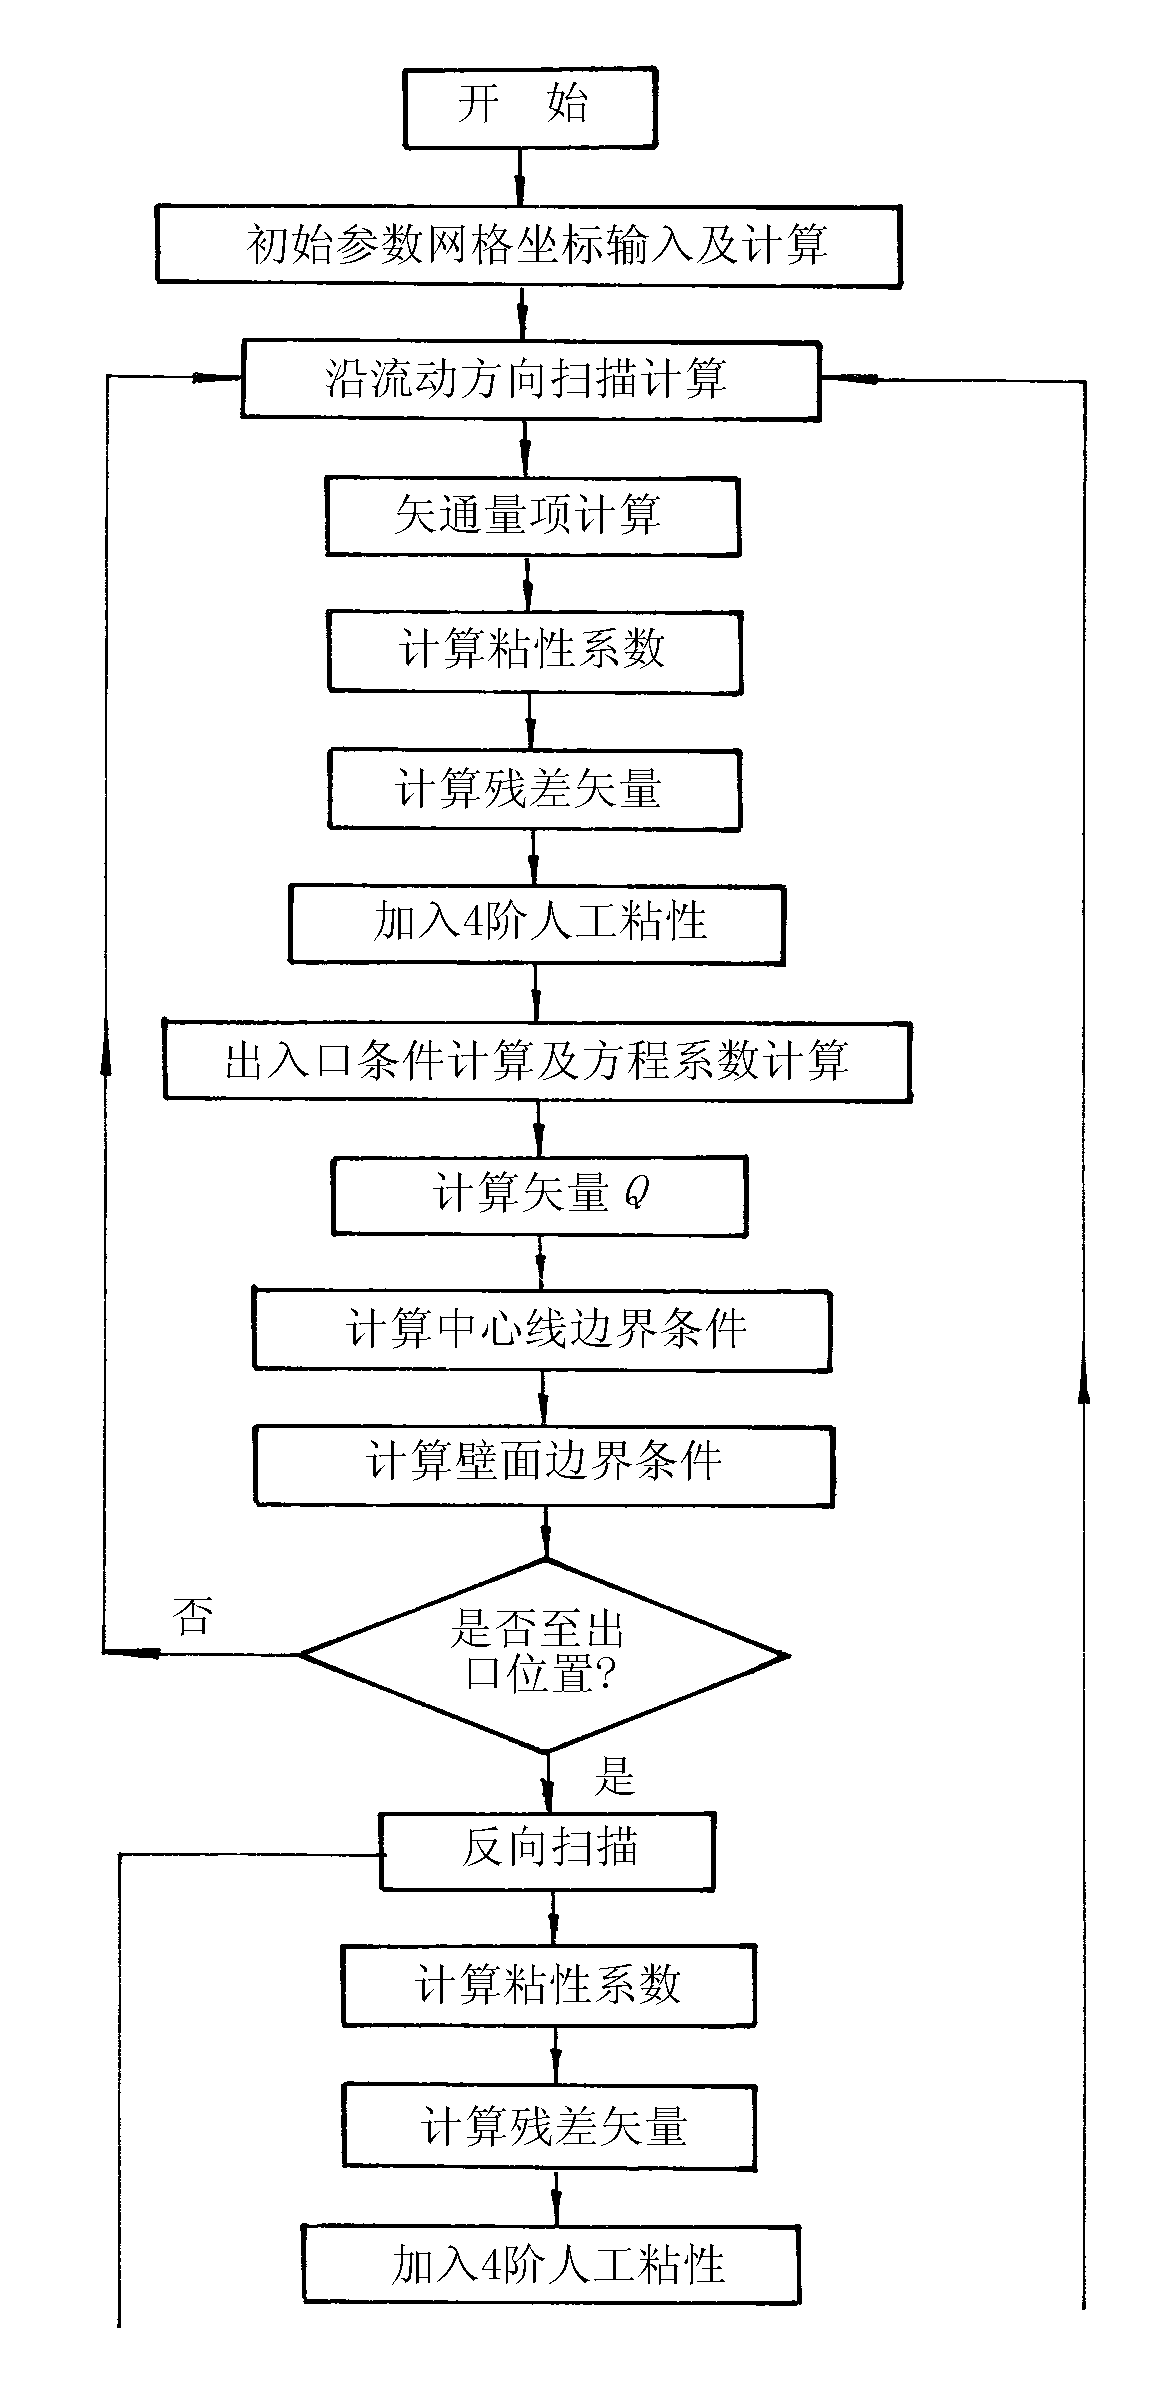 开 始
初始参数网格坐标输入及计算
沿流动方向扫描计算
矢通量项计算
计算粘性系数
计算残差矢量
加入4阶人工粘性
出入口条件计算及方程系数计算
计算矢量Q
计算中心线边界条件
计算壁面边界条件
否
是否至出
口位置?
是
反向扫描
计算粘性系数
计算残差矢量
加入4阶人工粘性